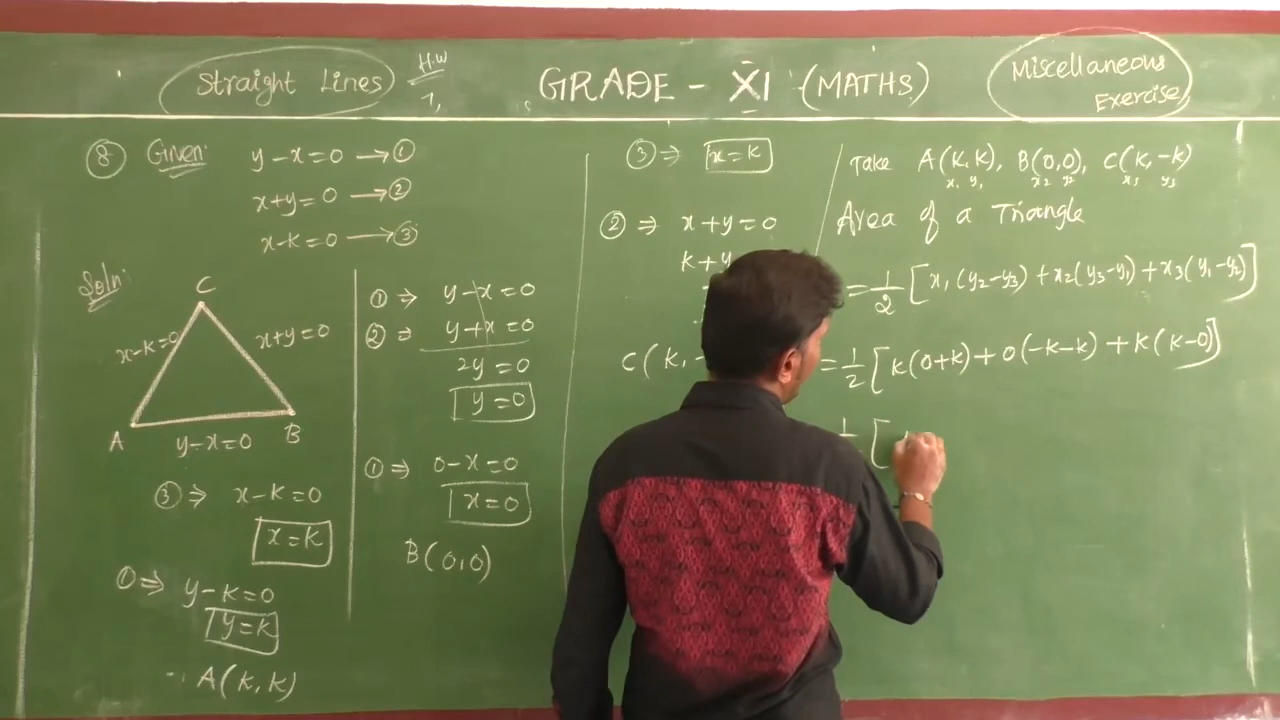 Straight Lines
H.W
1,
GRADE - XI (MATHS)
Miscellaneous
Exercise
8 Given:
y - x = 0 → 1
x + y = 0 → 2
x - k = 0 → 3
Soln:
C
x - k = 0
x + y = 0
A
y - x = 0
B
3 ⇒ x - k = 0
x = k
1 ⇒ y - k = 0
y = k
∴ A(k, k)
1 ⇒ y - x = 0
2 ⇒ y + x = 0
2y = 0
y = 0
1 ⇒ 0 - x = 0
x = 0
B(0,0)
3 ⇒ x = k
2 ⇒ x + y = 0
k + y
C(k, -
Take A(k, k), B(0,0), C(k, -k)
x1 y1 x2 y2 x3 y3
Area of a Triangle
= 1/2 [x1(y2-y3) + x2(y3-y1) + x3(y1-y2)]
= 1/2 [k(0+k) + 0(-k-k) + k(k-0)]
1/2 [